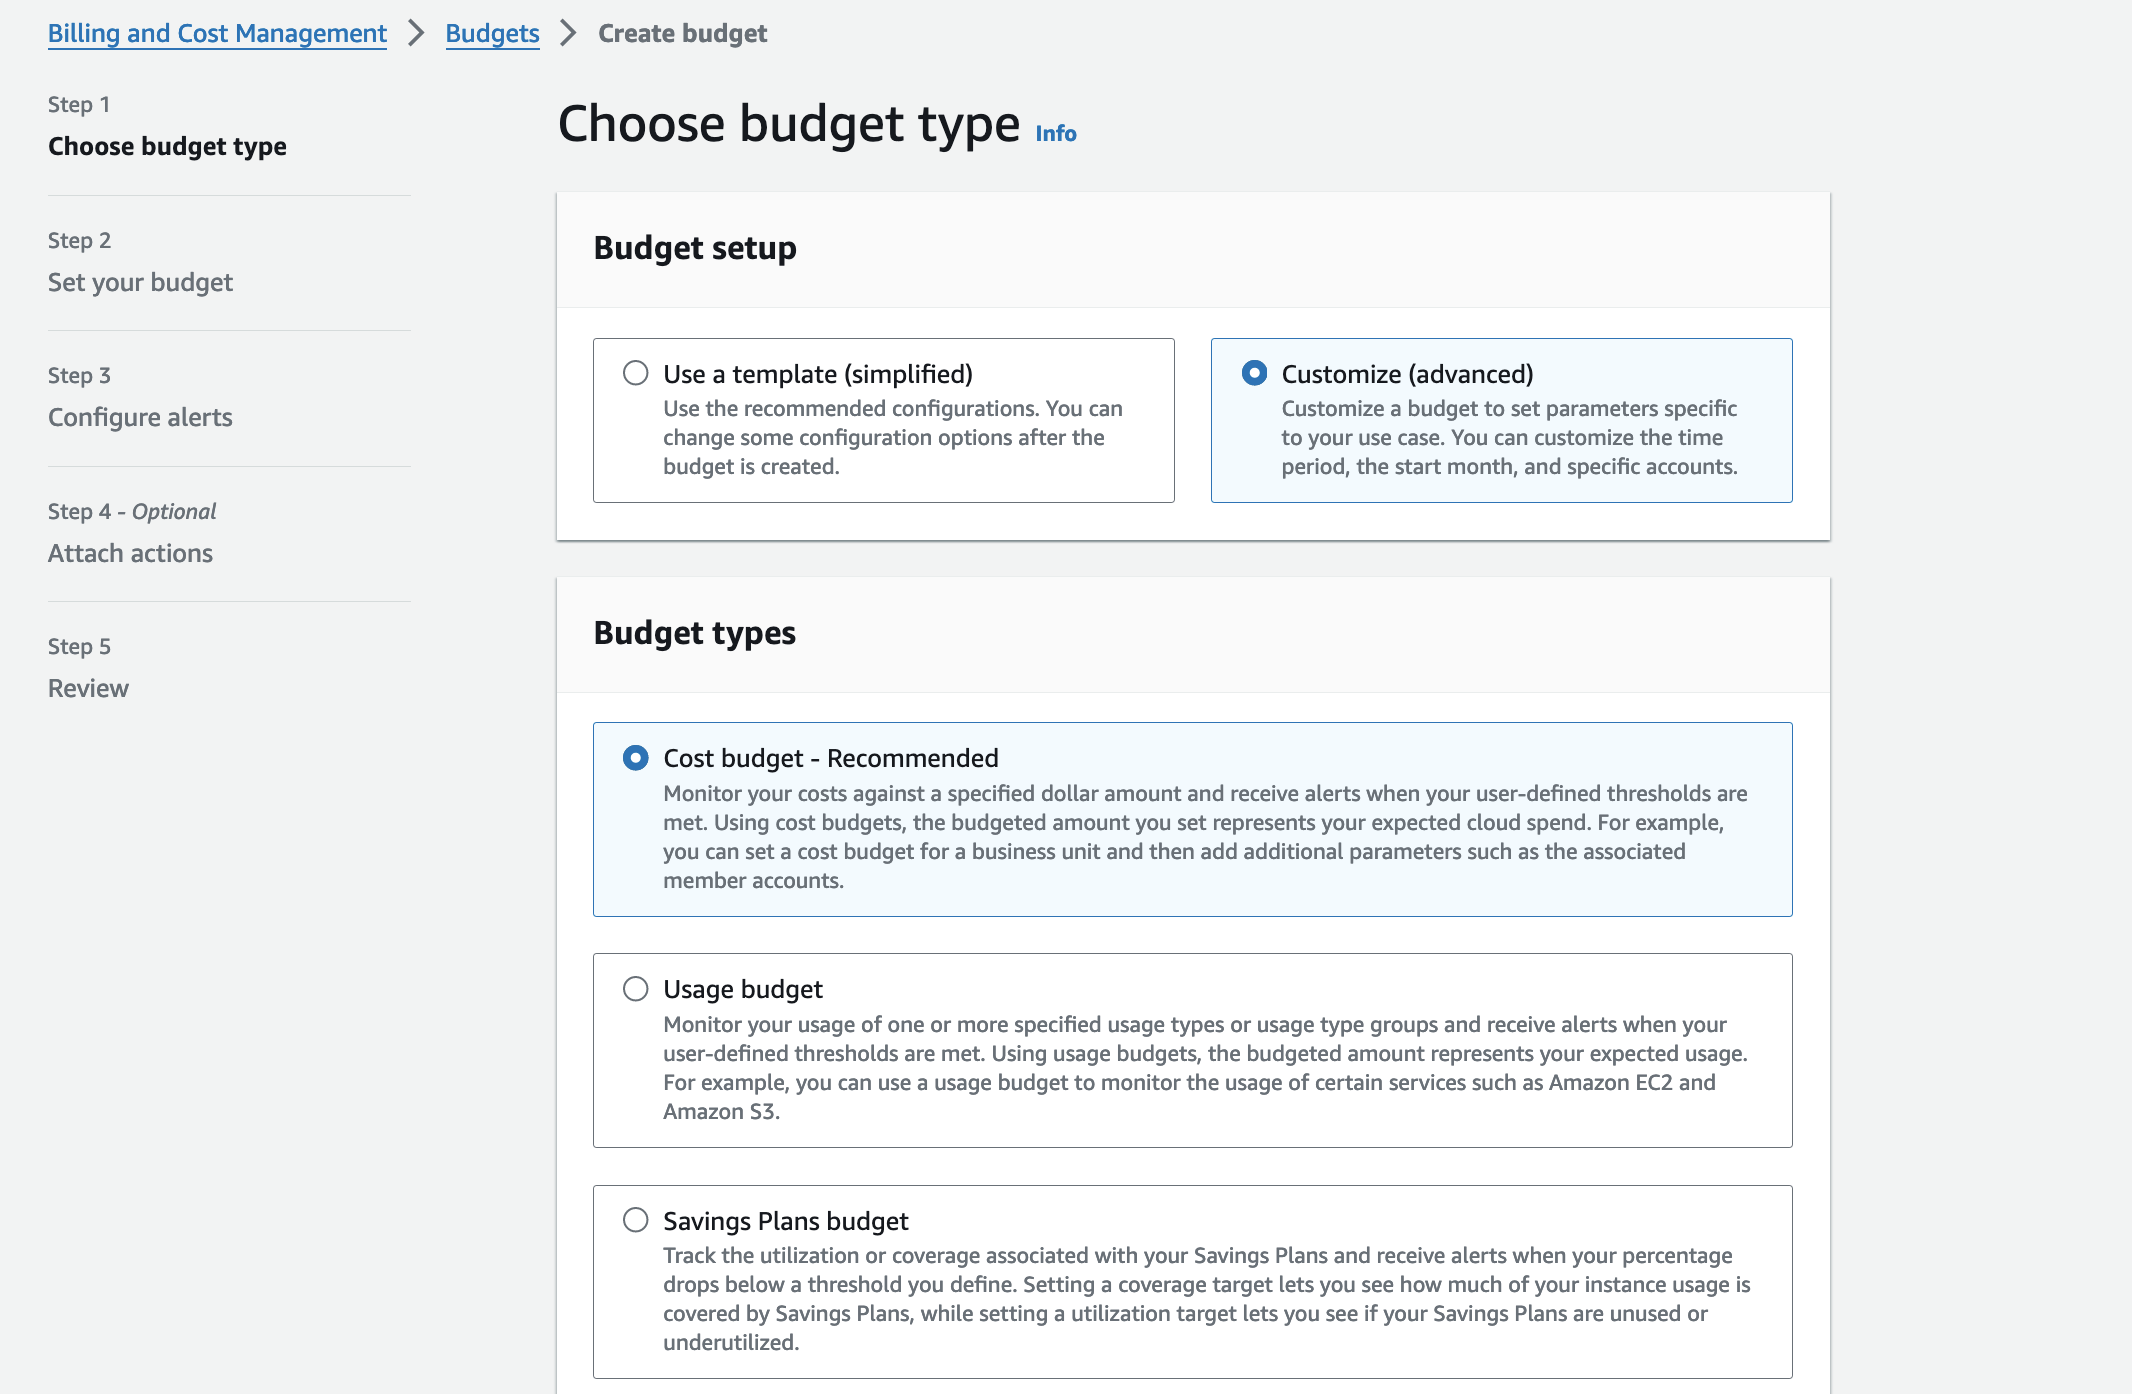 Billing and Cost Management > Budgets > Create budget
Step 1
Choose budget type
Step 2
Set your budget
Step 3
Configure alerts
Step 4 - Optional
Attach actions
Step 5
Review
Choose budget type Info
Budget setup
Use a template (simplified)
Use the recommended configurations. You can
change some configuration options after the
budget is created.
Customize (advanced)
Customize a budget to set parameters specific
to your use case. You can customize the time
period, the start month, and specific accounts.
Budget types
Cost budget - Recommended
Monitor your costs against a specified dollar amount and receive alerts when your user-defined thresholds are
met. Using cost budgets, the budgeted amount you set represents your expected cloud spend. For example,
you can set a cost budget for a business unit and then add additional parameters such as the associated
member accounts.
Usage budget
Monitor your usage of one or more specified usage types or usage type groups and receive alerts when your
user-defined thresholds are met. Using usage budgets, the budgeted amount represents your expected usage.
For example, you can use a usage budget to monitor the usage of certain services such as Amazon EC2 and
Amazon S3.
Savings Plans budget
Track the utilization or coverage associated with your Savings Plans and receive alerts when your percentage
drops below a threshold you define. Setting a coverage target lets you see how much of your instance usage is
covered by Savings Plans, while setting a utilization target lets you see if your Savings Plans are unused or
underutilized.